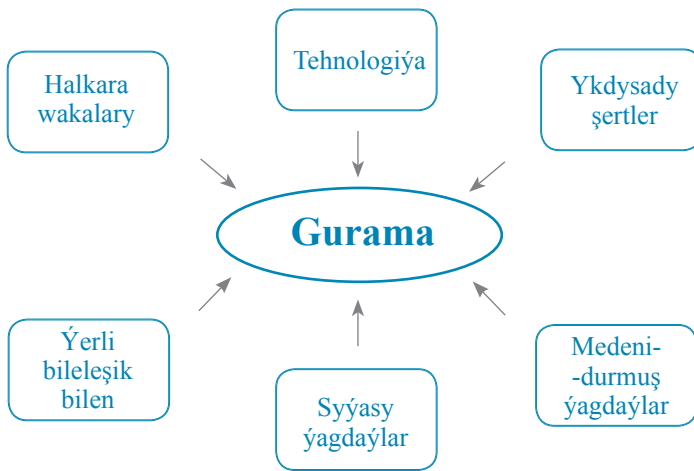 Halkara
wakalary
Tehnologiýa
Ykdysady
şertler
Gurama
Ýerli
bileleşik
bilen
Syýasy
ýagdaýlar
Medeni-
-durmuş
ýagdaýlar